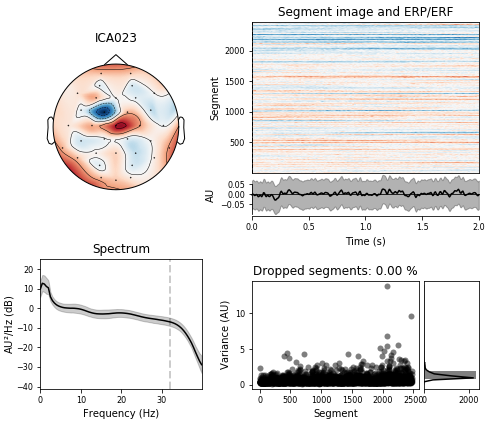 ICA023
Segment image and ERP/ERF
Segment
2000
1500
1000
500
AU
0.05
0.00
−0.05
0.0 0.5 1.0 1.5 2.0
Time (s)
Spectrum
AU²/Hz (dB)
20
10
0
−10
−20
−30
−40
0 10 20 30
Frequency (Hz)
Dropped segments: 0.00 %
Variance (AU)
10
5
0
0 500 1000 1500 2000 2500
Segment
0 2000